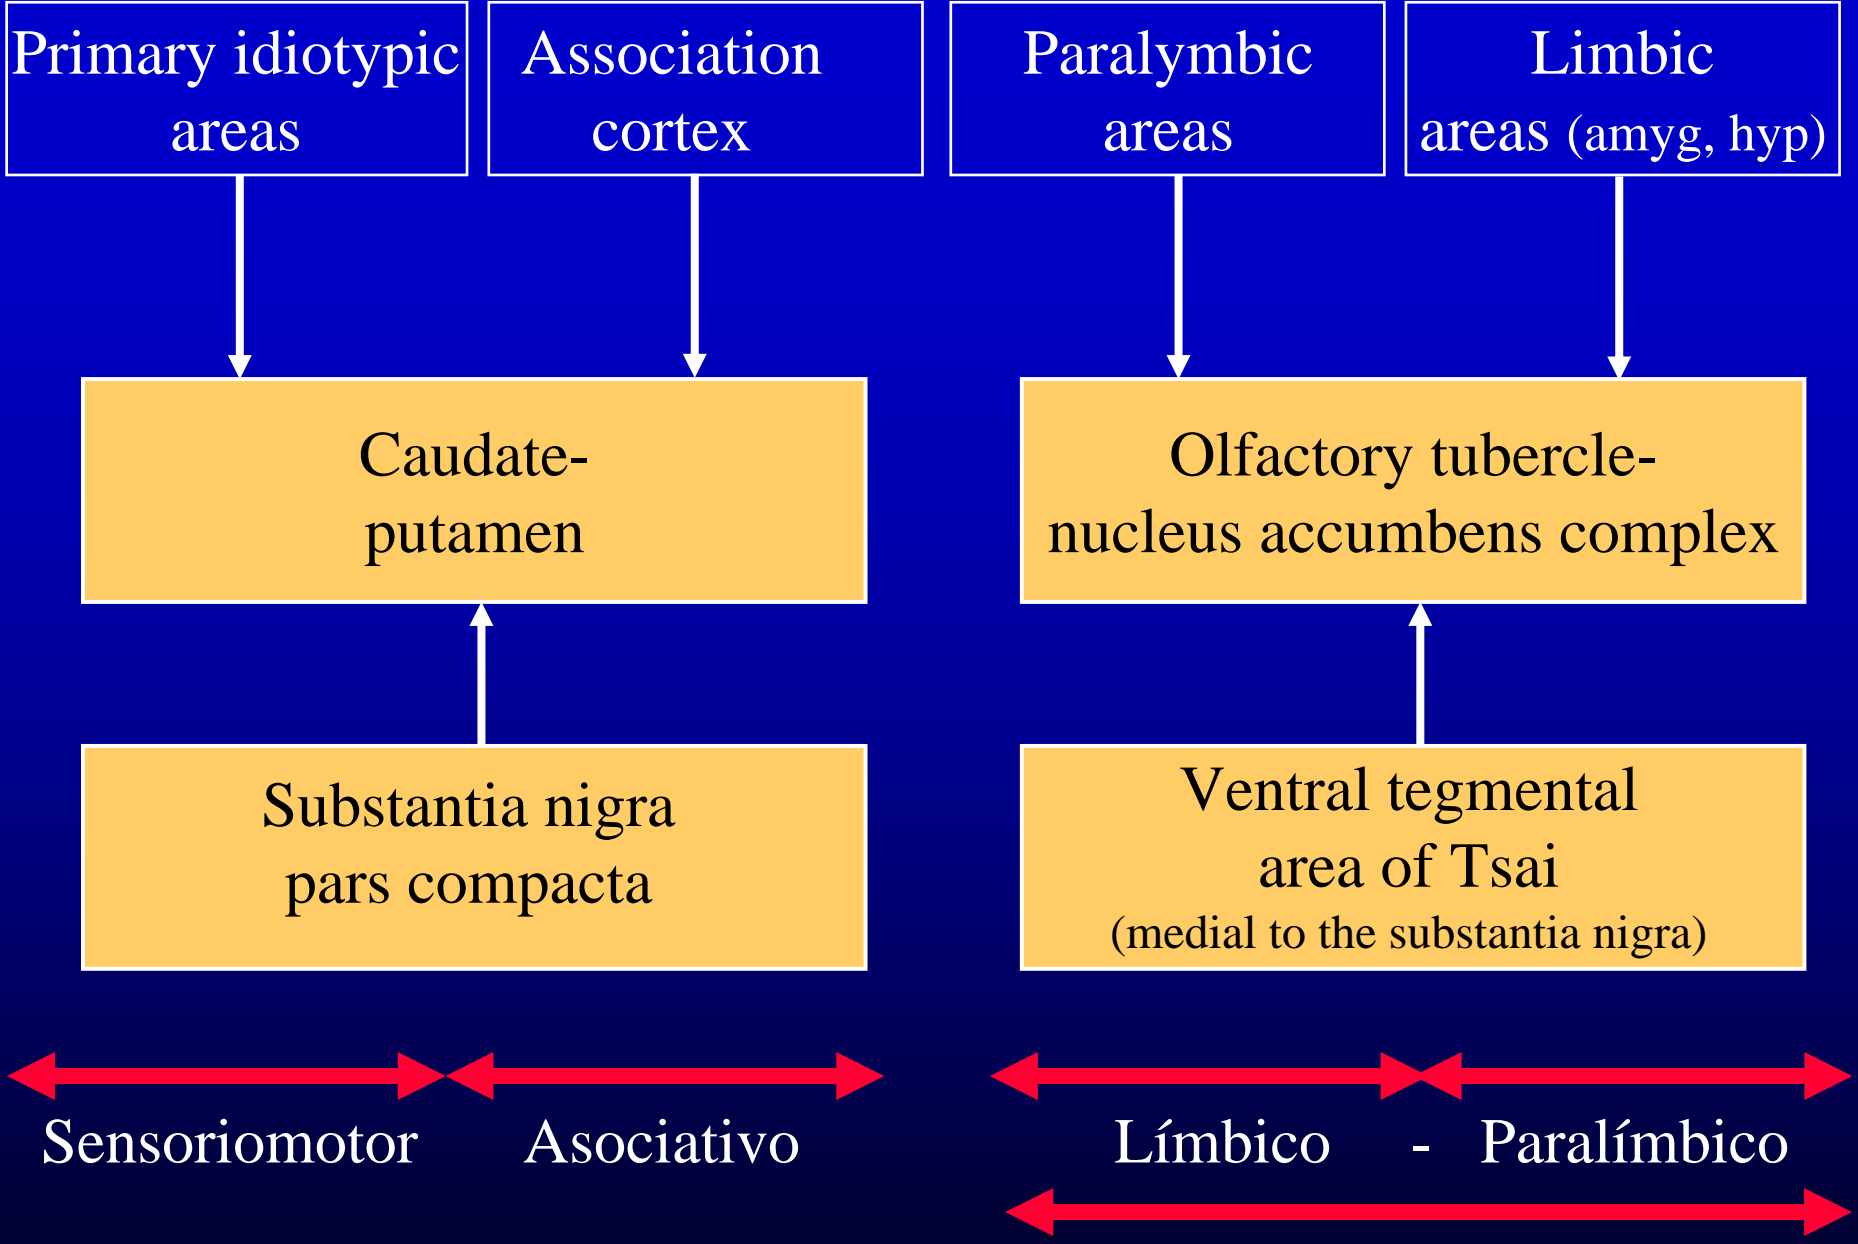 Primary idiotypic
areas
Association
cortex
Paralymbic
areas
Limbic
areas (amyg, hyp)
Caudate-
putamen
Olfactory tubercle-
nucleus accumbens complex
Substantia nigra
pars compacta
Ventral tegmental
area of Tsai
(medial to the substantia nigra)
Sensoriomotor
Asociativo
Límbico - Paralímbico